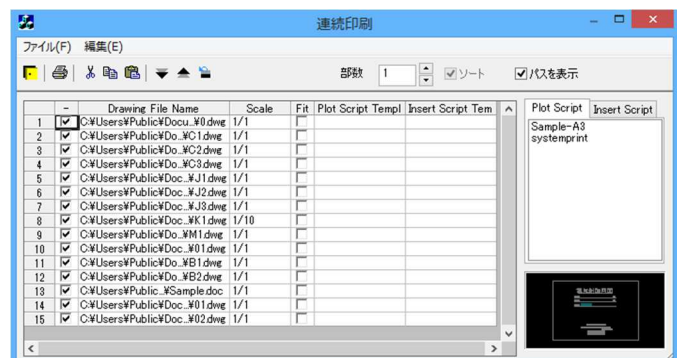 連続印刷
ファイル(F) 編集(E)
部数 1 ソート パスを表示
- Drawing File Name Scale Fit Plot Script Templ Insert Script Tem
1 C:¥Users¥Public¥Docu..¥0.dwg 1/1
2 C:¥Users¥Public¥Do..¥C1.dwg 1/1
3 C:¥Users¥Public¥Do..¥C2.dwg 1/1
4 C:¥Users¥Public¥Do..¥C3.dwg 1/1
5 C:¥Users¥Public¥Doc..¥J1.dwg 1/1
6 C:¥Users¥Public¥Doc..¥J2.dwg 1/1
7 C:¥Users¥Public¥Doc..¥J3.dwg 1/1
8 C:¥Users¥Public¥Doc..¥K1.dwg 1/10
9 C:¥Users¥Public¥Do..¥M1.dwg 1/1
10 C:¥Users¥Public¥Doc..¥01.dwg 1/1
11 C:¥Users¥Public¥Do..¥B1.dwg 1/1
12 C:¥Users¥Public¥Do..¥B2.dwg 1/1
13 C:¥Users¥Public..¥Sample.doc 1/1
14 C:¥Users¥Public¥Doc..¥01.dwg 1/1
15 C:¥Users¥Public¥Doc..¥02.dwg 1/1
Plot Script Insert Script
Sample-A3
systemprint